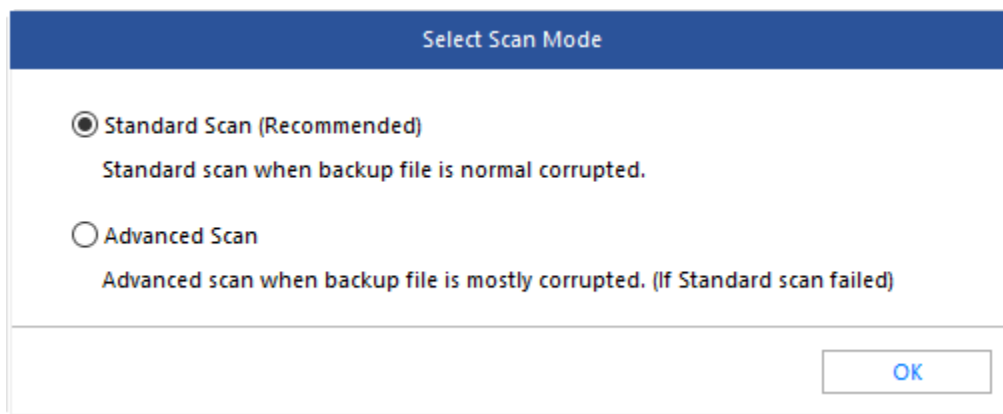 Select Scan Mode
Standard Scan (Recommended)
Standard scan when backup file is normal corrupted.
Advanced Scan
Advanced scan when backup file is mostly corrupted. (If Standard scan failed)
OK